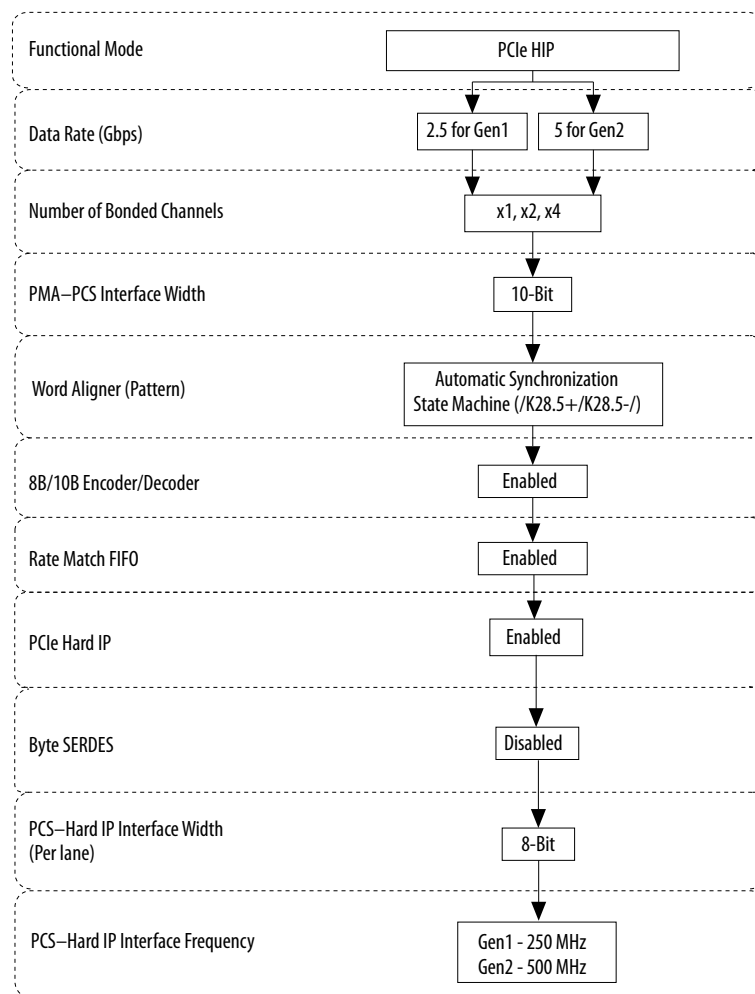 Functional Mode
PCIe HIP
Data Rate (Gbps)
2.5 for Gen1
5 for Gen2
Number of Bonded Channels
x1, x2, x4
PMA–PCS Interface Width
10-Bit
Word Aligner (Pattern)
Automatic Synchronization
State Machine (/K28.5+/K28.5-/)
8B/10B Encoder/Decoder
Enabled
Rate Match FIFO
Enabled
PCIe Hard IP
Enabled
Byte SERDES
Disabled
PCS–Hard IP Interface Width
(Per lane)
8-Bit
PCS–Hard IP Interface Frequency
Gen1 - 250 MHz
Gen2 - 500 MHz